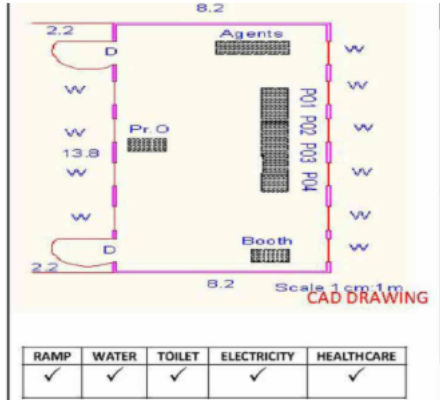 8.2
2.2
Agents
D
W
W
W
W
PO1 PO2 PO3 PO4
W
Pr.O
W
W
13.8
W
W
W
W
D
Booth
W
2.2
8.2
Scale 1cm:1m
CAD DRAWING
RAMP WATER TOILET ELECTRICITY HEALTHCARE
✓ ✓ ✓ ✓ ✓